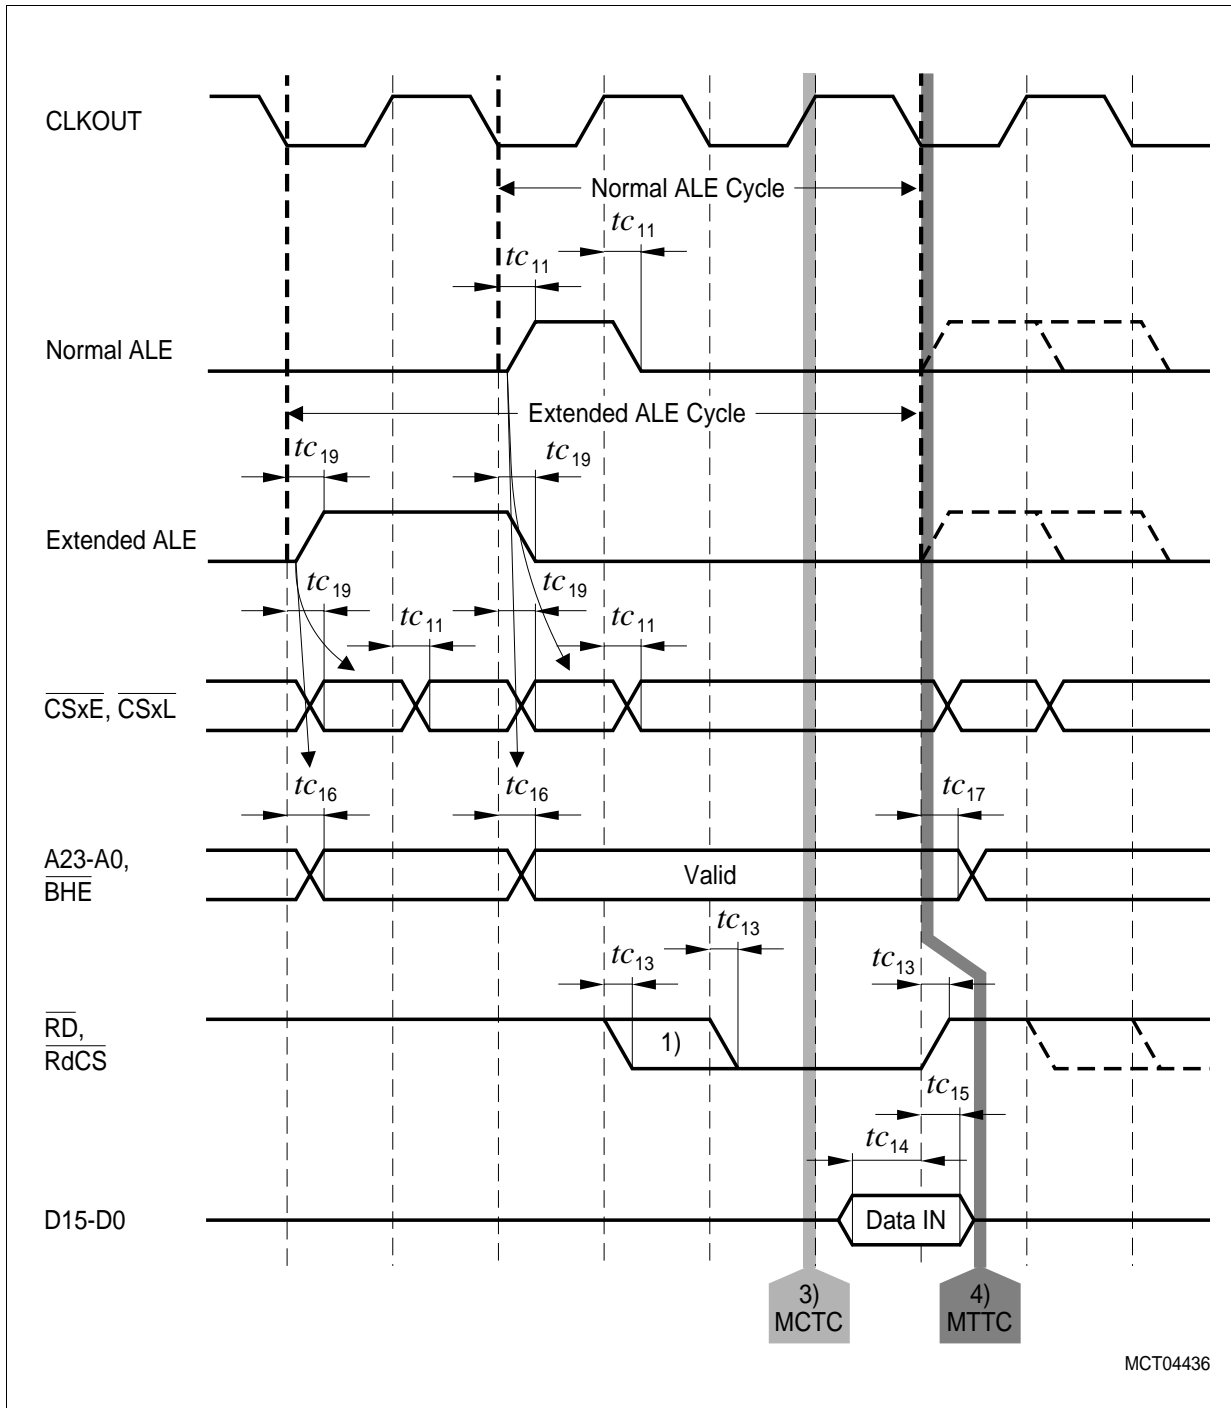 CLKOUT
Normal ALE Cycle
tc11
tc11
Normal ALE
Extended ALE Cycle
tc19
tc19
Extended ALE
tc19
tc19
tc11
tc11
CSxE, CSxL
tc16
tc16
tc17
A23-A0,
BHE
Valid
tc13
tc13
tc13
RD,
RdCS
1)
tc15
tc14
D15-D0
Data IN
3)
MCTC
4)
MTTC
MCT04436